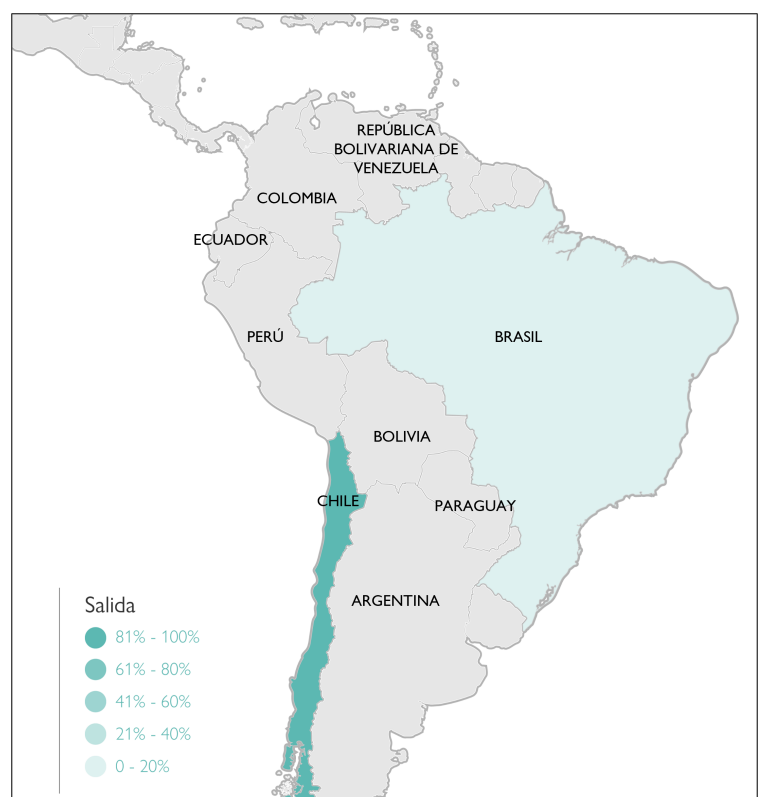 REPÚBLICA
BOLIVARIANA DE
VENEZUELA
COLOMBIA
ECUADOR
PERÚ
BRASIL
BOLIVIA
CHILE
PARAGUAY
ARGENTINA
Salida
81% - 100%
61% - 80%
41% - 60%
21% - 40%
0 - 20%